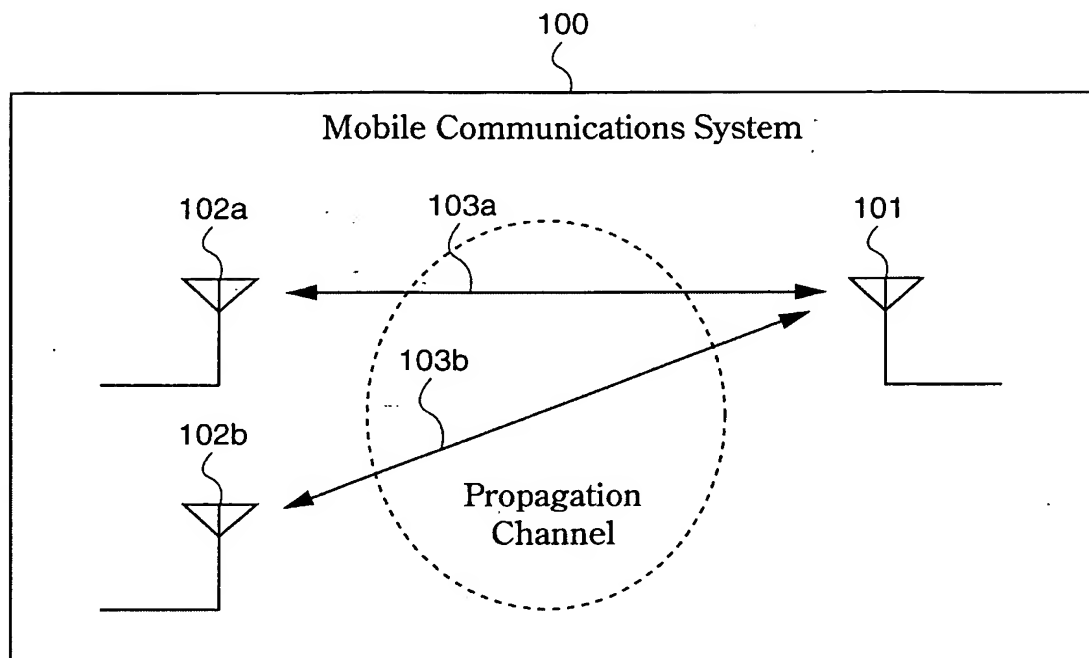 100
Mobile Communications System
102a
103a
101
103b
102b
Propagation
Channel